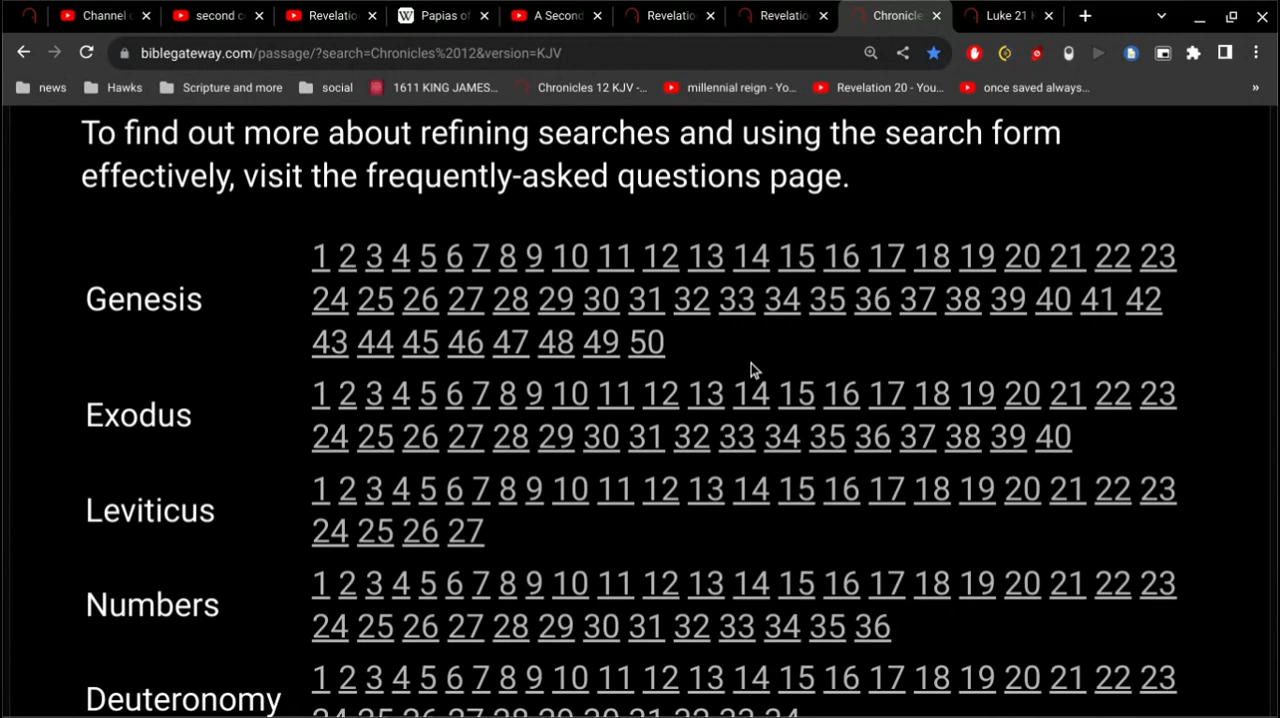 Channel c
second c
Revelatio
Papias of
A Second
Revelatio
Revelatio
Chronicle
Luke 21 K
biblegateway.com/passage/?search=Chronicles%2012&version=KJV
news
Hawks
Scripture and more
social
1611 KING JAMES...
Chronicles 12 KJV -...
millennial reign - Yo...
Revelation 20 - You...
once saved always...
To find out more about refining searches and using the search form
effectively, visit the frequently-asked questions page.
Genesis
1 2 3 4 5 6 7 8 9 10 11 12 13 14 15 16 17 18 19 20 21 22 23
24 25 26 27 28 29 30 31 32 33 34 35 36 37 38 39 40 41 42
43 44 45 46 47 48 49 50
Exodus
1 2 3 4 5 6 7 8 9 10 11 12 13 14 15 16 17 18 19 20 21 22 23
24 25 26 27 28 29 30 31 32 33 34 35 36 37 38 39 40
Leviticus
1 2 3 4 5 6 7 8 9 10 11 12 13 14 15 16 17 18 19 20 21 22 23
24 25 26 27
Numbers
1 2 3 4 5 6 7 8 9 10 11 12 13 14 15 16 17 18 19 20 21 22 23
24 25 26 27 28 29 30 31 32 33 34 35 36
Deuteronomy
1 2 3 4 5 6 7 8 9 10 11 12 13 14 15 16 17 18 19 20 21 22 23
24 25 26 27 28 29 30 31 32 33 34